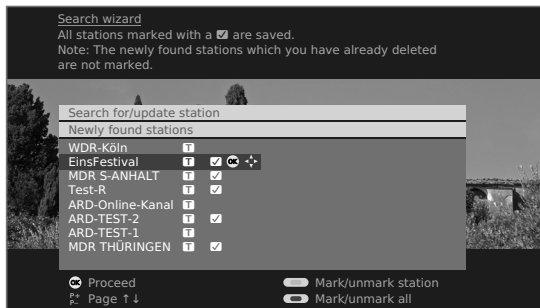 Search wizard
All stations marked with a ✓ are saved.
Note: The newly found stations which you have already deleted
are not marked.
Search for/update station
Newly found stations
WDR-Köln T
EinsFestival T ✓ OK
MDR S-ANHALT T ✓
Test-R T ✓
ARD-Online-Kanal T
ARD-TEST-2 T ✓
ARD-TEST-1 T
MDR THÜRINGEN T ✓
OK Proceed
Mark/unmark station
P+ P- Page ↑↓
Mark/unmark all